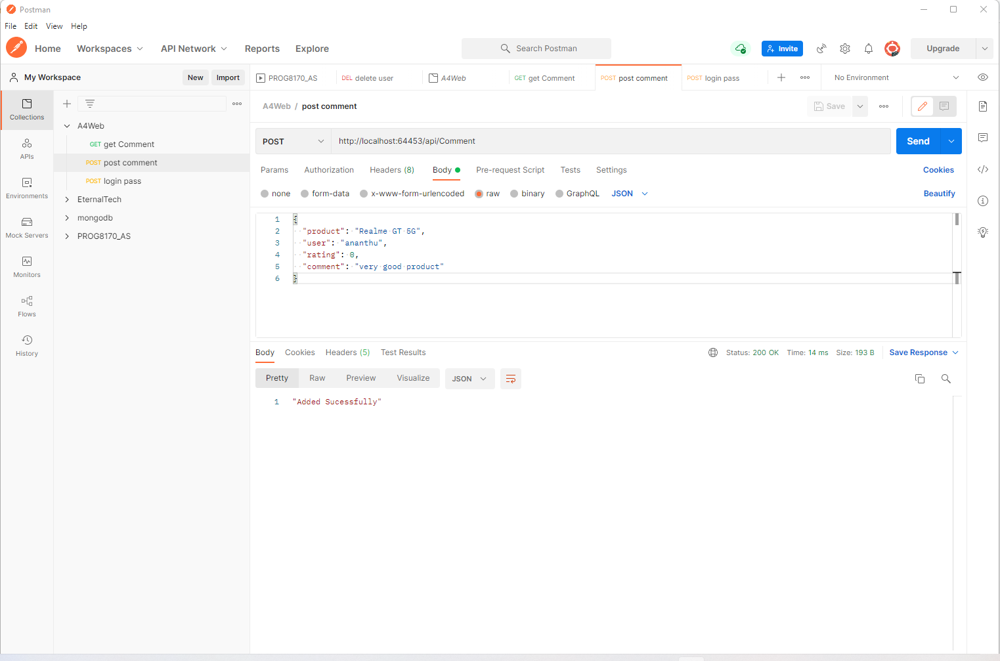 Postman
File Edit View Help
Home Workspaces API Network Reports Explore Search Postman Invite Upgrade
My Workspace New Import PROG8170_AS DEL delete user A4Web GET get Comment POST post comment POST login pass No Environment
A4Web / post comment Save
Collections
APIs
Environments
Mock Servers
Monitors
Flows
History
A4Web
GET get Comment
POST post comment
POST login pass
EternalTech
mongodb
PROG8170_AS
POST http://localhost:64453/api/Comment Send
Params Authorization Headers (8) Body Pre-request Script Tests Settings Cookies
none form-data x-www-form-urlencoded raw binary GraphQL JSON Beautify
1 {
2 "product": "Realme GT 5G",
3 "user": "ananthu",
4 "rating": 0,
5 "comment": "very good product"
6 }
Body Cookies Headers (5) Test Results Status: 200 OK Time: 14 ms Size: 193 B Save Response
Pretty Raw Preview Visualize JSON
1 "Added Sucessfully"